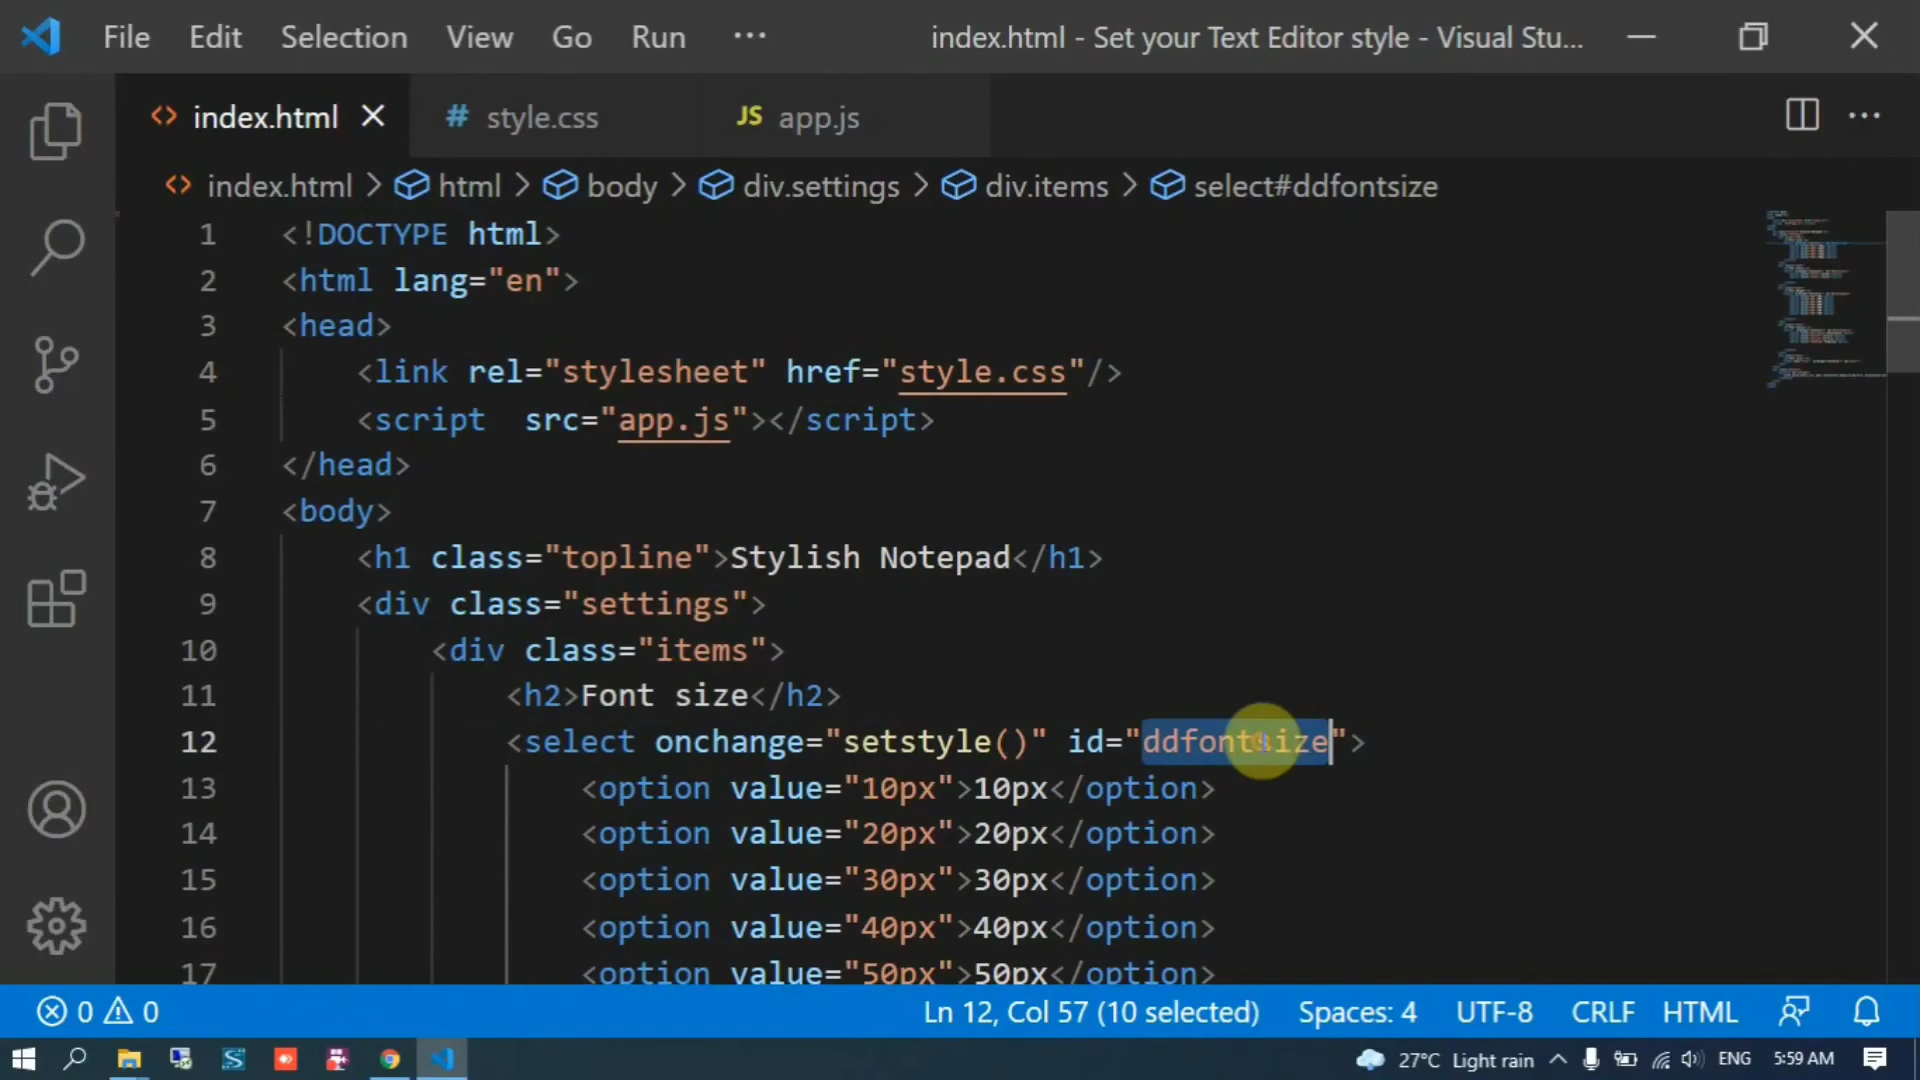 File Edit Selection View Go Run ··· index.html - Set your Text Editor style - Visual Stu...
<> index.html × # style.css JS app.js
<> index.html > html > body > div.settings > div.items > select#ddfontsize
1 <!DOCTYPE html>
2 <html lang="en">
3 <head>
4 <link rel="stylesheet" href="style.css"/>
5 <script  src="app.js"></script>
6 </head>
7 <body>
8 <h1 class="topline">Stylish Notepad</h1>
9 <div class="settings">
10 <div class="items">
11 <h2>Font size</h2>
12 <select onchange="setstyle()" id="ddfontsize">
13 <option value="10px">10px</option>
14 <option value="20px">20px</option>
15 <option value="30px">30px</option>
16 <option value="40px">40px</option>
17 <option value="50px">50px</option>
0 0 Ln 12, Col 57 (10 selected) Spaces: 4 UTF-8 CRLF HTML
27°C Light rain ENG 5:59 AM